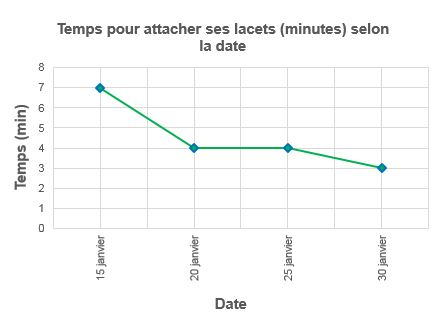 Temps pour attacher ses lacets (minutes) selon
la date
Temps (min)
8
7
6
5
4
3
2
1
0
15 janvier
20 janvier
25 janvier
30 janvier
Date